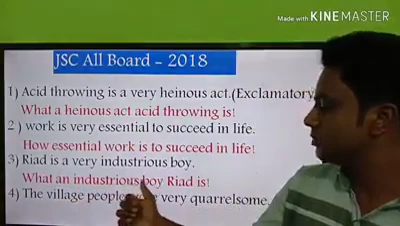 Made with KINEMASTER
JSC All Board - 2018
1) Acid throwing is a very heinous act.(Exclamatory
What a heinous act acid throwing is!
2 ) work is very essential to succeed in life.
How essential work is to succeed in life!
3) Riad is a very industrious boy.
What an industrious boy Riad is!
4) The village people very quarrelsome.